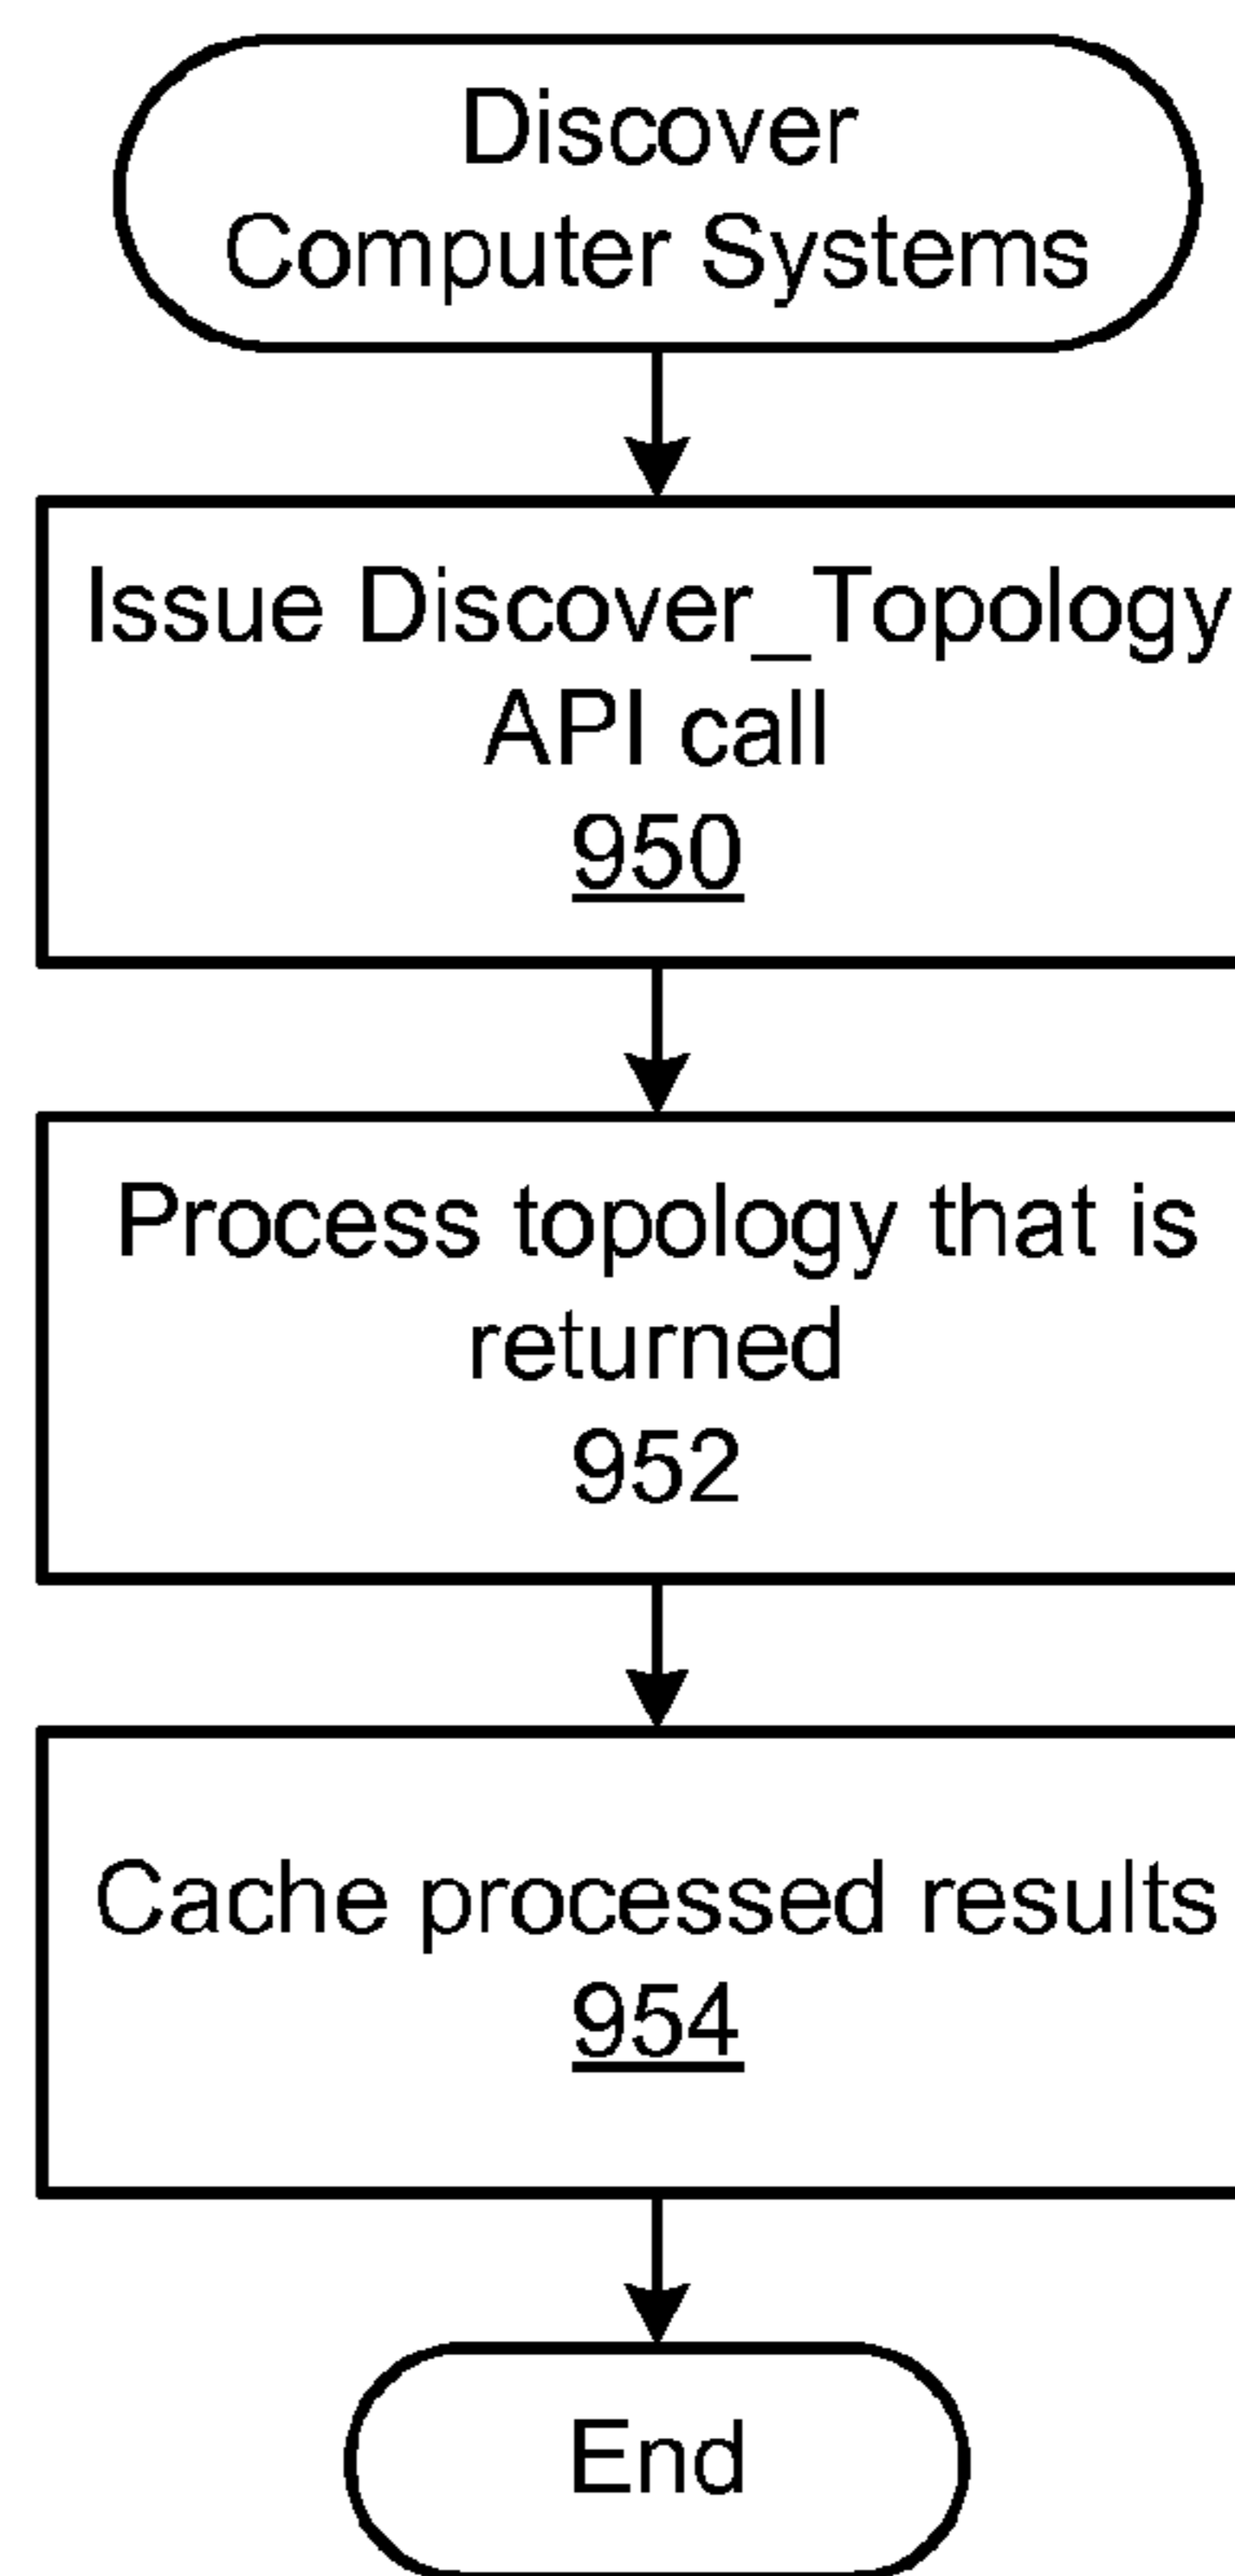 Discover
Computer Systems
Issue Discover_Topology
API call
950
Process topology that is
returned
952
Cache processed results
954
End